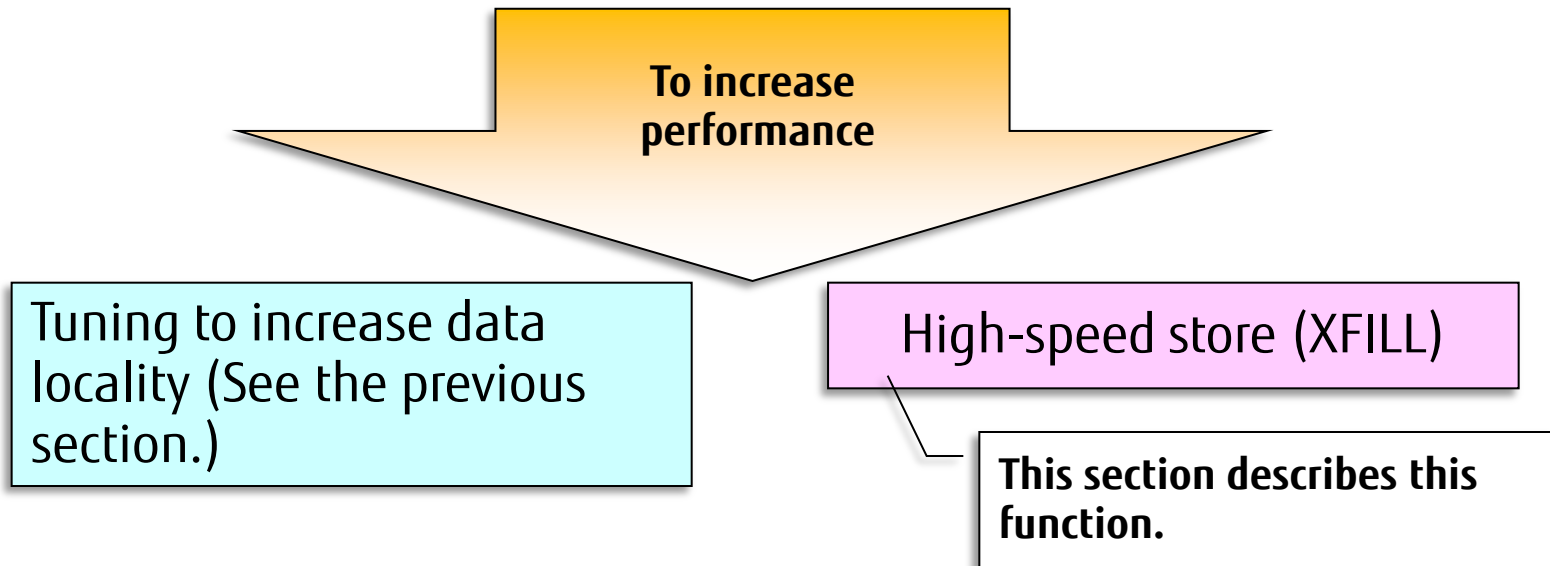 To increase
performance
Tuning to increase data
locality (See the previous
section.)
High-speed store (XFILL)
This section describes this
function.